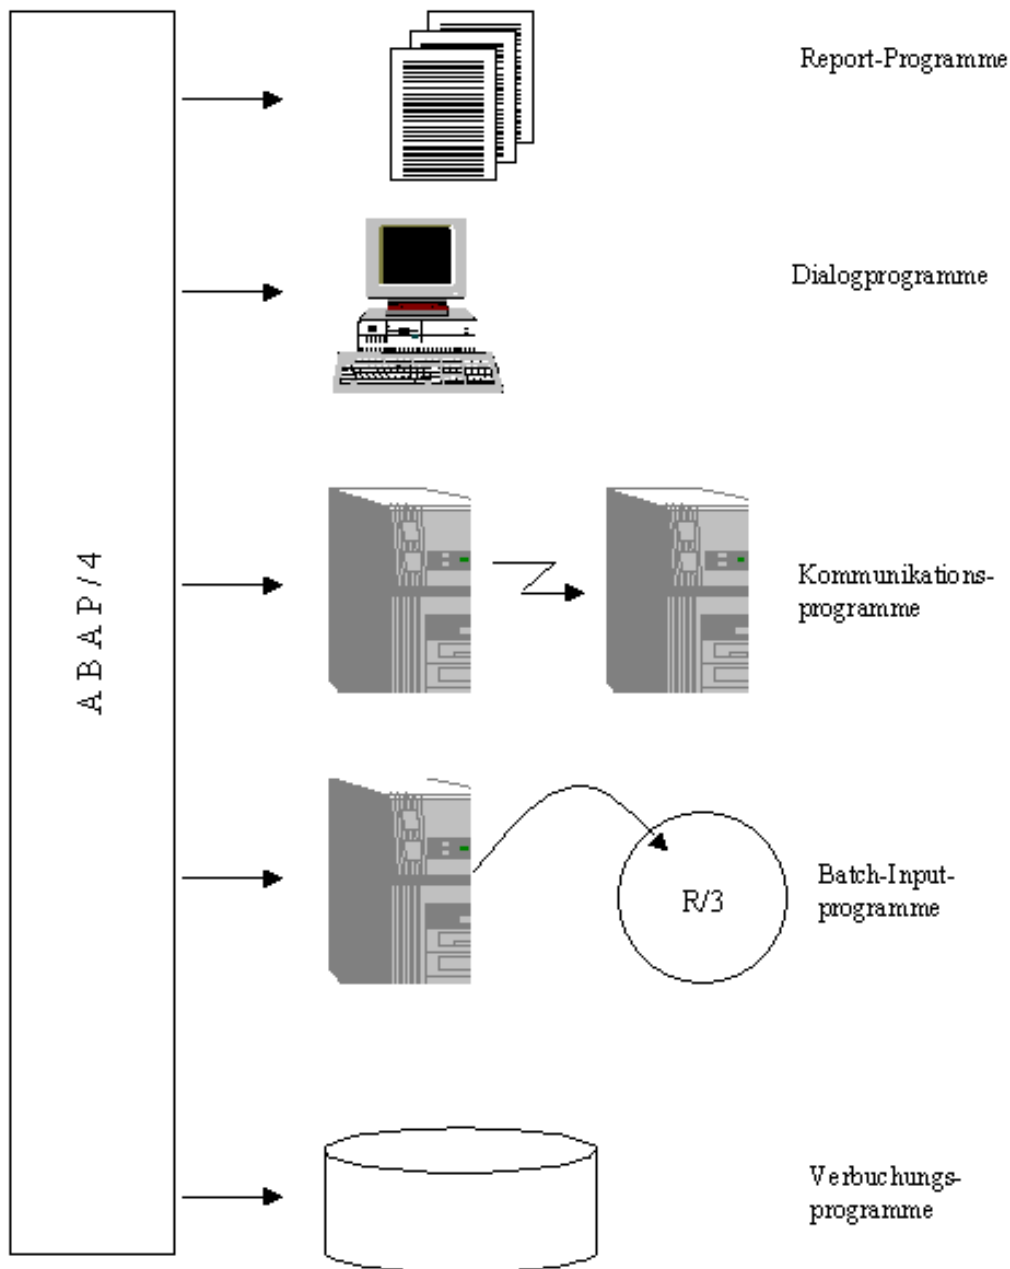 Report-Programme
Dialogprogramme
ABAP/4
Kommunikations-
programme
R/3
Batch-Input-
programme
Verbuchungs-
programme